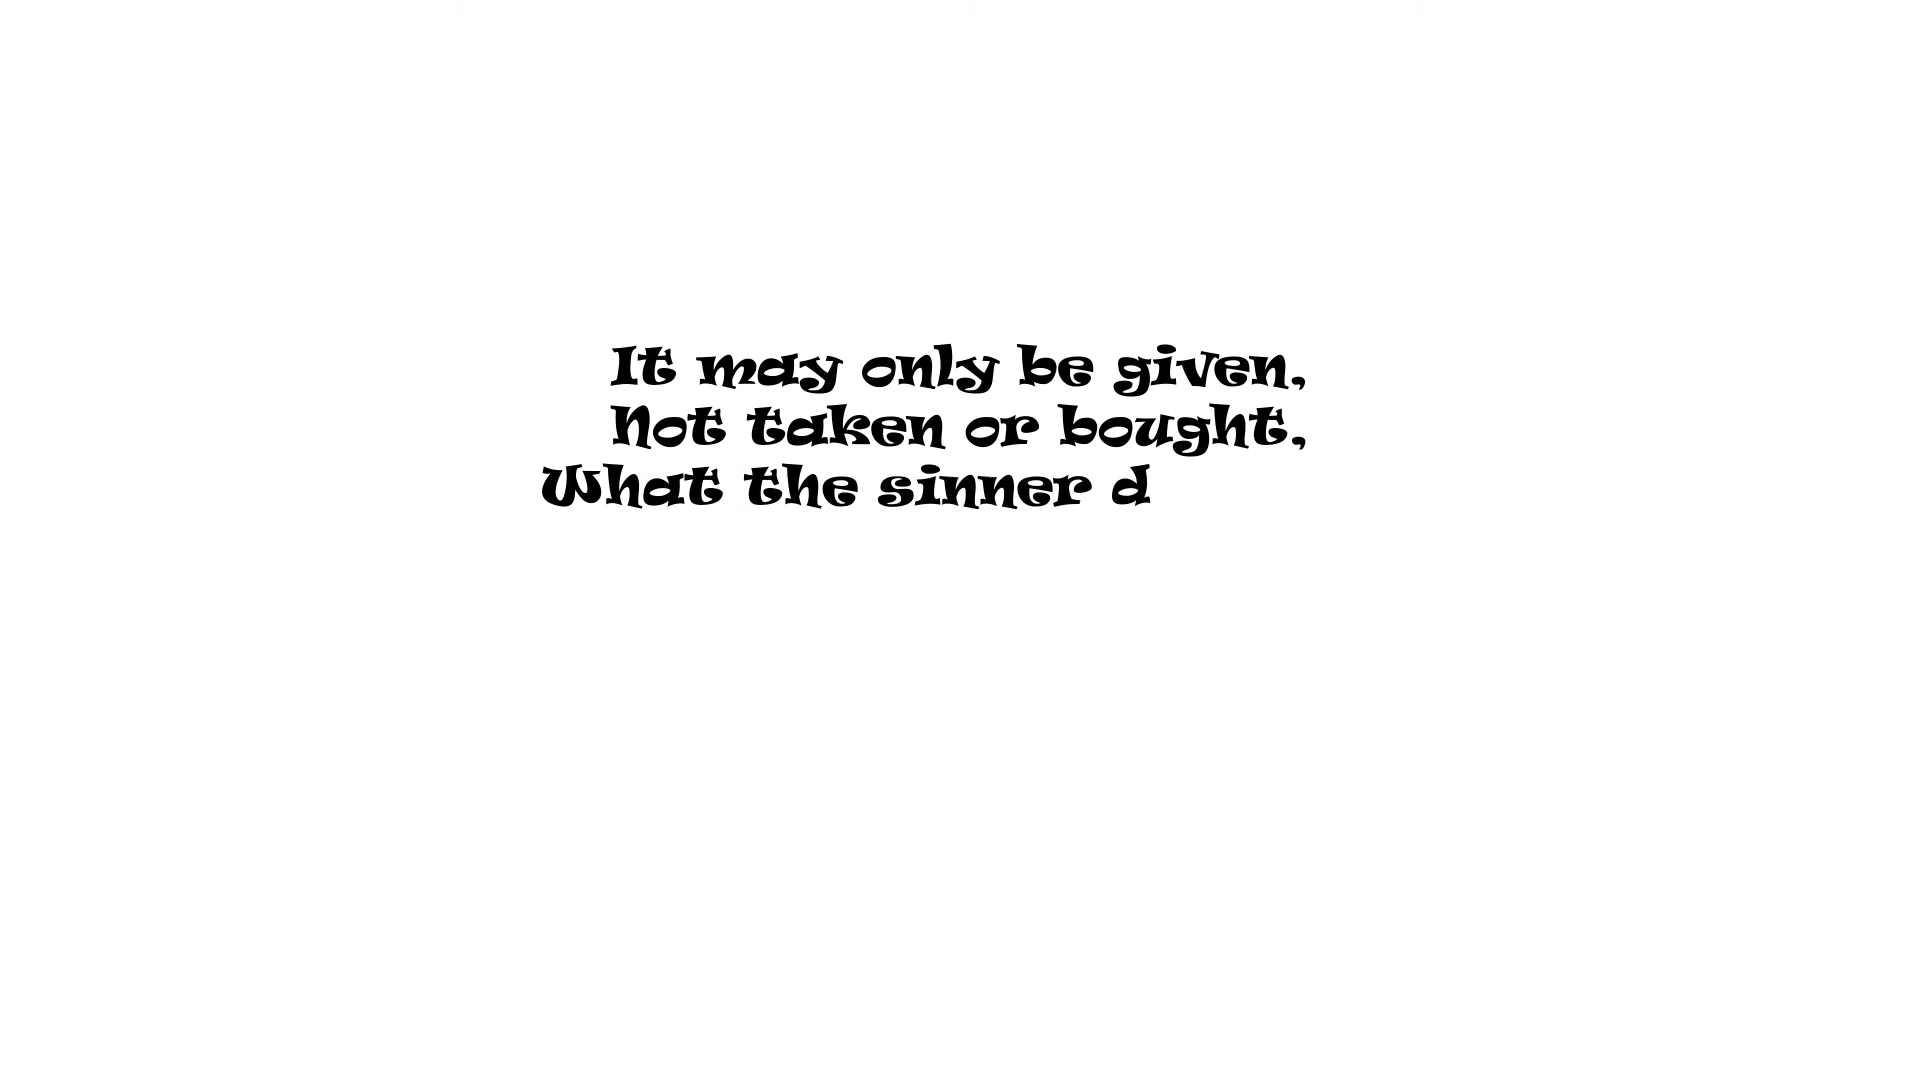 It may only be given,
Not taken or bought,
What the sinner d